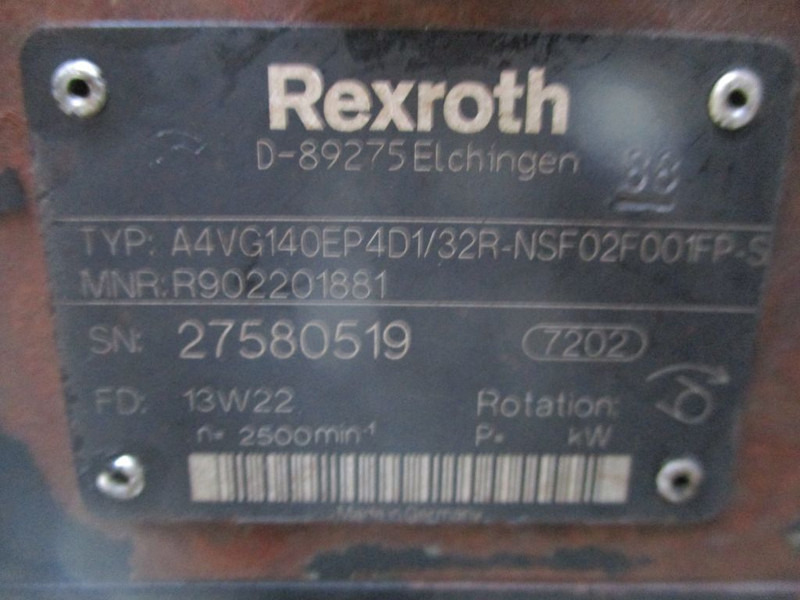 Rexroth
D-89275 Elchingen
88
TYP: A4VG140EP4D1/32R-NSF02F001FP-S
MNR: R902201881
SN: 27580519 7202
FD: 13W22 Rotation:
n= 2500min-1 P= kW
Made in Germany